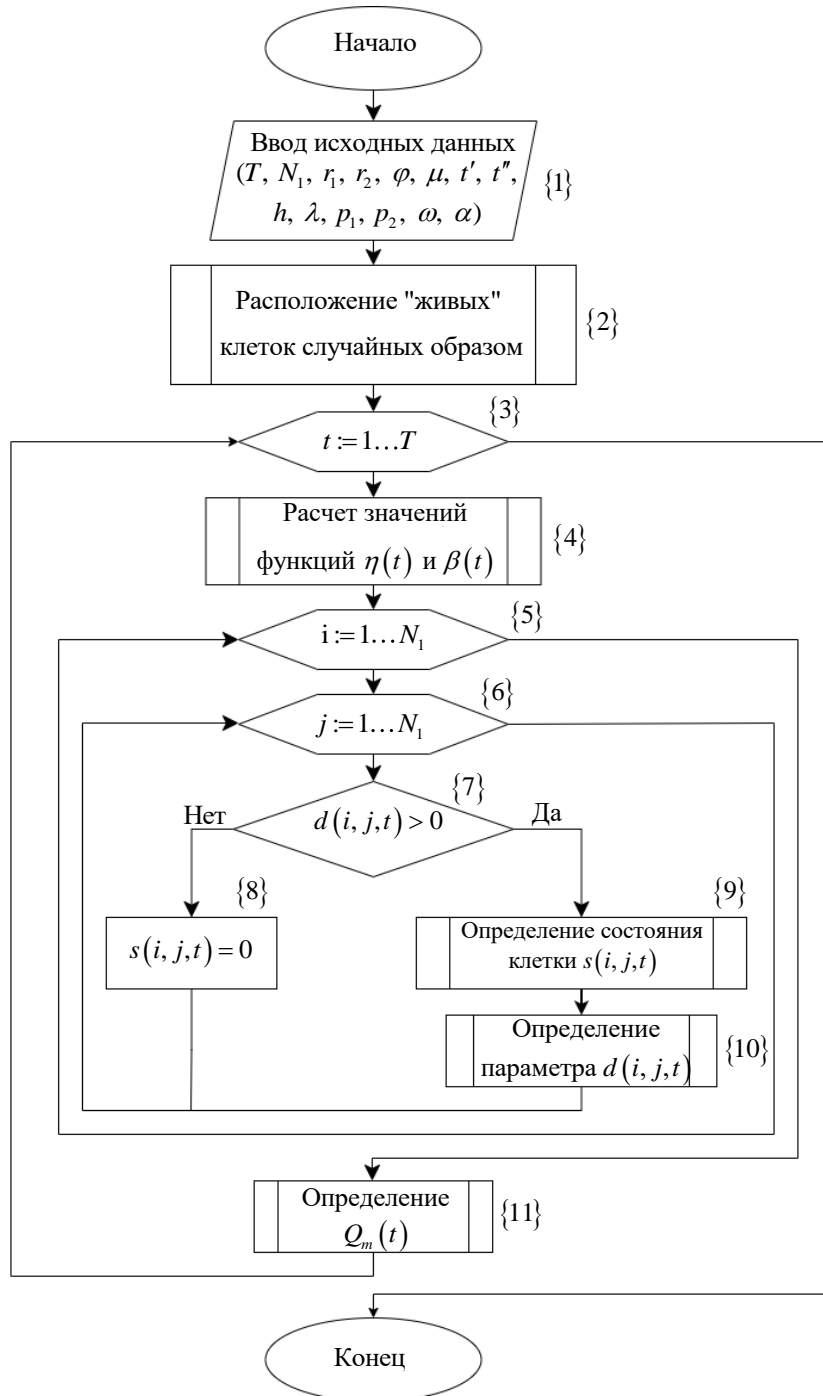 Начало
Ввод исходных данных
(T, N₁, r₁, r₂, φ, μ, t′, t″,
h, λ, p₁, p₂, ω, α)
{1}
Расположение "живых"
клеток случайных образом
{2}
{3}
t := 1…T
Расчет значений
функций η(t) и β(t)
{4}
{5}
i := 1…N₁
{6}
j := 1…N₁
{7}
d(i, j,t) > 0
Нет
Да
{8}
s(i, j,t) = 0
{9}
Определение состояния
клетки s(i, j,t)
Определение
параметра d(i, j,t)
{10}
Определение
Qₘ(t)
{11}
Конец